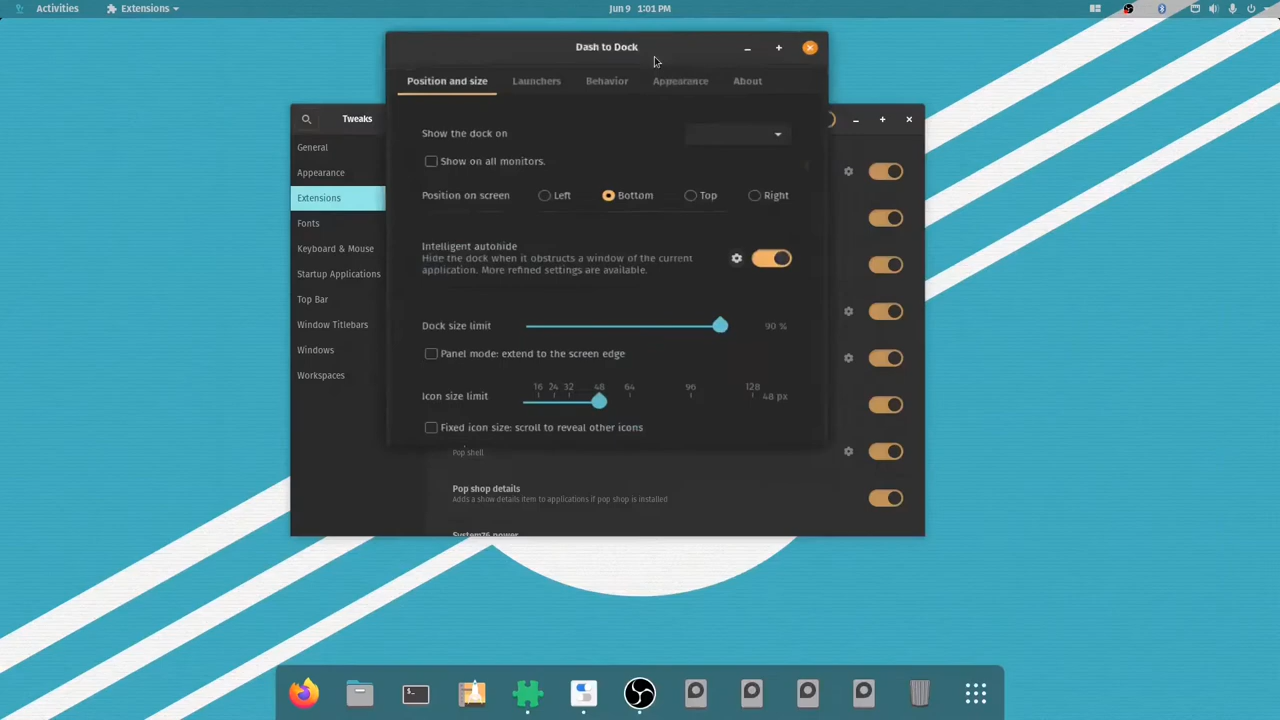 Activities
Extensions
Jun 9 1:01 PM
Dash to Dock
Position and size
Launchers
Behavior
Appearance
About
Show the dock on
Show on all monitors.
Position on screen
Left
Bottom
Top
Right
Intelligent autohide
Hide the dock when it obstructs a window of the current
application. More refined settings are available.
Dock size limit
90 %
Panel mode: extend to the screen edge
Icon size limit
16 24 32 48 64 96 128
48 px
Fixed icon size: scroll to reveal other icons
Tweaks
General
Appearance
Extensions
Fonts
Keyboard & Mouse
Startup Applications
Top Bar
Window Titlebars
Windows
Workspaces
Pop shell
Pop shop details
Adds a show details item to applications if pop shop is installed
System76 power